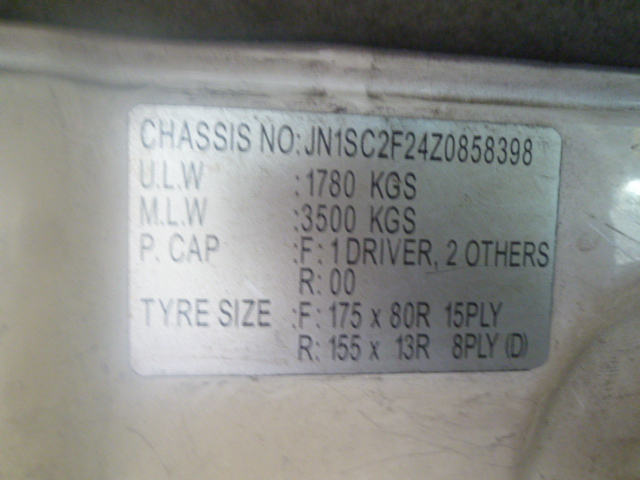 CHASSIS NO: JN1SC2F24Z0858398
U.L.W : 1780 KGS
M.L.W : 3500 KGS
P. CAP : F: 1 DRIVER, 2 OTHERS
R: 00
TYRE SIZE : F: 175 x 80R 15PLY
R: 155 x 13R 8PLY (D)